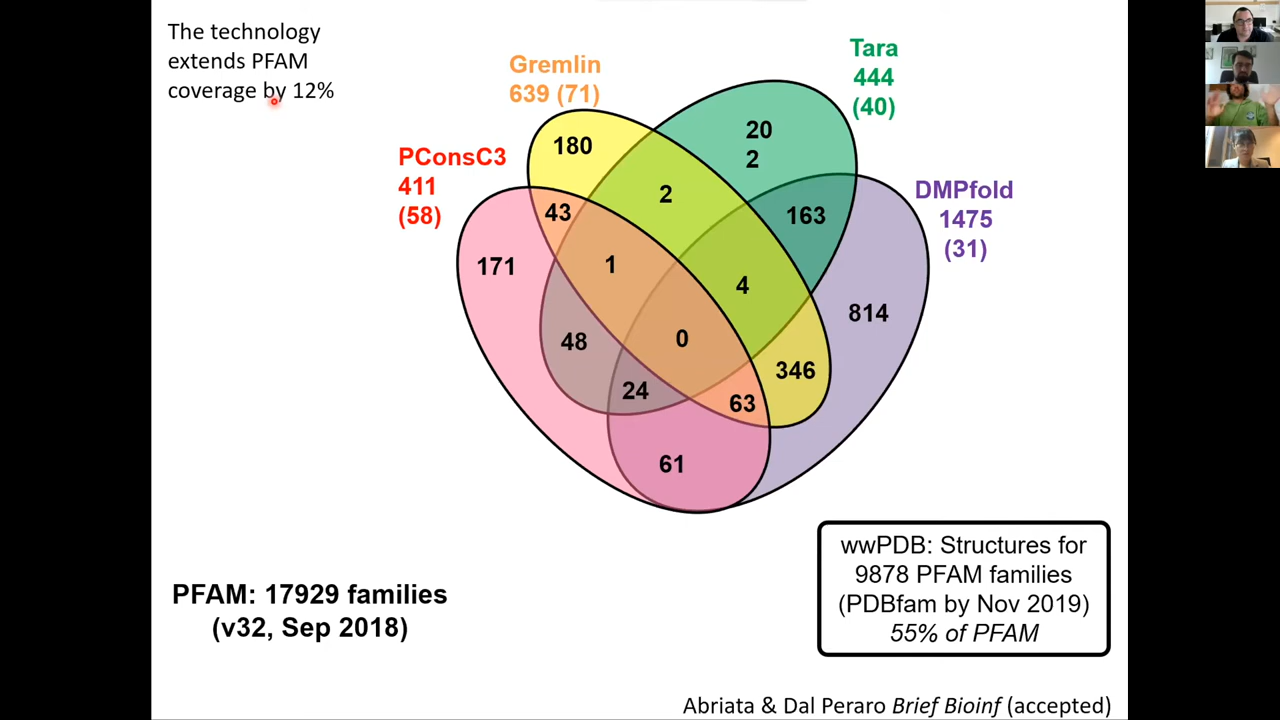 The technology
extends PFAM
coverage by 12%
Gremlin
639 (71)
Tara
444
(40)
PConsC3
411
(58)
DMPfold
1475
(31)
180
20
2
2
43
163
171
1
4
814
48
0
346
24
63
61
PFAM: 17929 families
(v32, Sep 2018)
wwPDB: Structures for
9878 PFAM families
(PDBfam by Nov 2019)
55% of PFAM
Abriata & Dal Peraro Brief Bioinf (accepted)